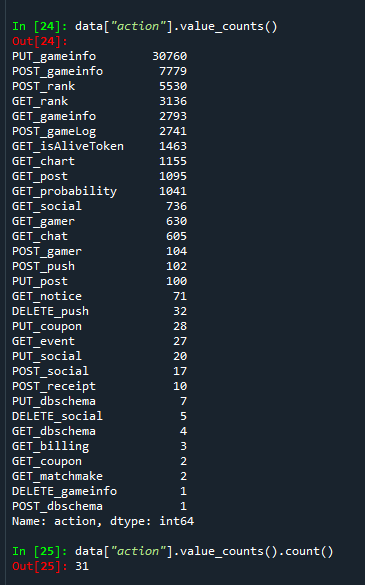 In [24]: data["action"].value_counts()
Out[24]:
PUT_gameinfo 30760
POST_gameinfo 7779
POST_rank 5530
GET_rank 3136
GET_gameinfo 2793
POST_gameLog 2741
GET_isAliveToken 1463
GET_chart 1155
GET_post 1095
GET_probability 1041
GET_social 736
GET_gamer 630
GET_chat 605
POST_gamer 104
POST_push 102
PUT_post 100
GET_notice 71
DELETE_push 32
PUT_coupon 28
GET_event 27
PUT_social 20
POST_social 17
POST_receipt 10
PUT_dbschema 7
DELETE_social 5
GET_dbschema 4
GET_billing 3
GET_coupon 2
GET_matchmake 2
DELETE_gameinfo 1
POST_dbschema 1
Name: action, dtype: int64
In [25]: data["action"].value_counts().count()
Out[25]: 31